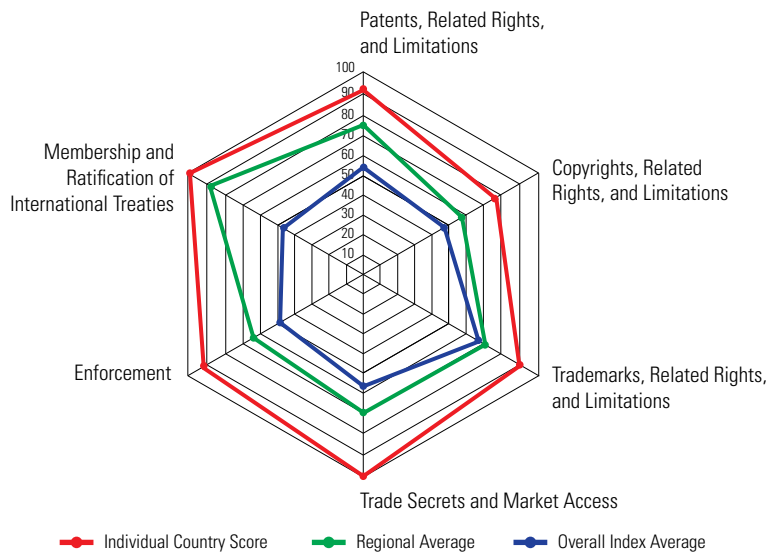 Patents, Related Rights,
and Limitations
100
90
80
70
60
50
40
30
20
10
Membership and
Ratification of
International Treaties
Copyrights, Related
Rights, and Limitations
Enforcement
Trademarks, Related Rights,
and Limitations
Trade Secrets and Market Access
Individual Country Score
Regional Average
Overall Index Average